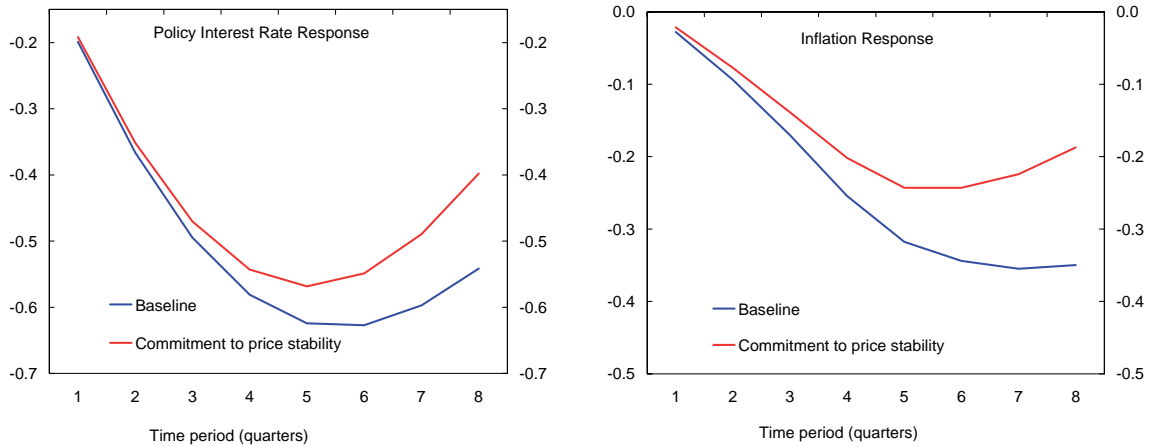 Policy Interest Rate Response
-0.2
-0.3
-0.4
-0.5
-0.6
-0.7
-0.2
-0.3
-0.4
-0.5
-0.6
-0.7
Baseline
Commitment to price stability
1 2 3 4 5 6 7 8
Time period (quarters)
Inflation Response
0.0
-0.1
-0.2
-0.3
-0.4
-0.5
0.0
-0.1
-0.2
-0.3
-0.4
-0.5
Baseline
Commitment to price stability
1 2 3 4 5 6 7 8
Time period (quarters)